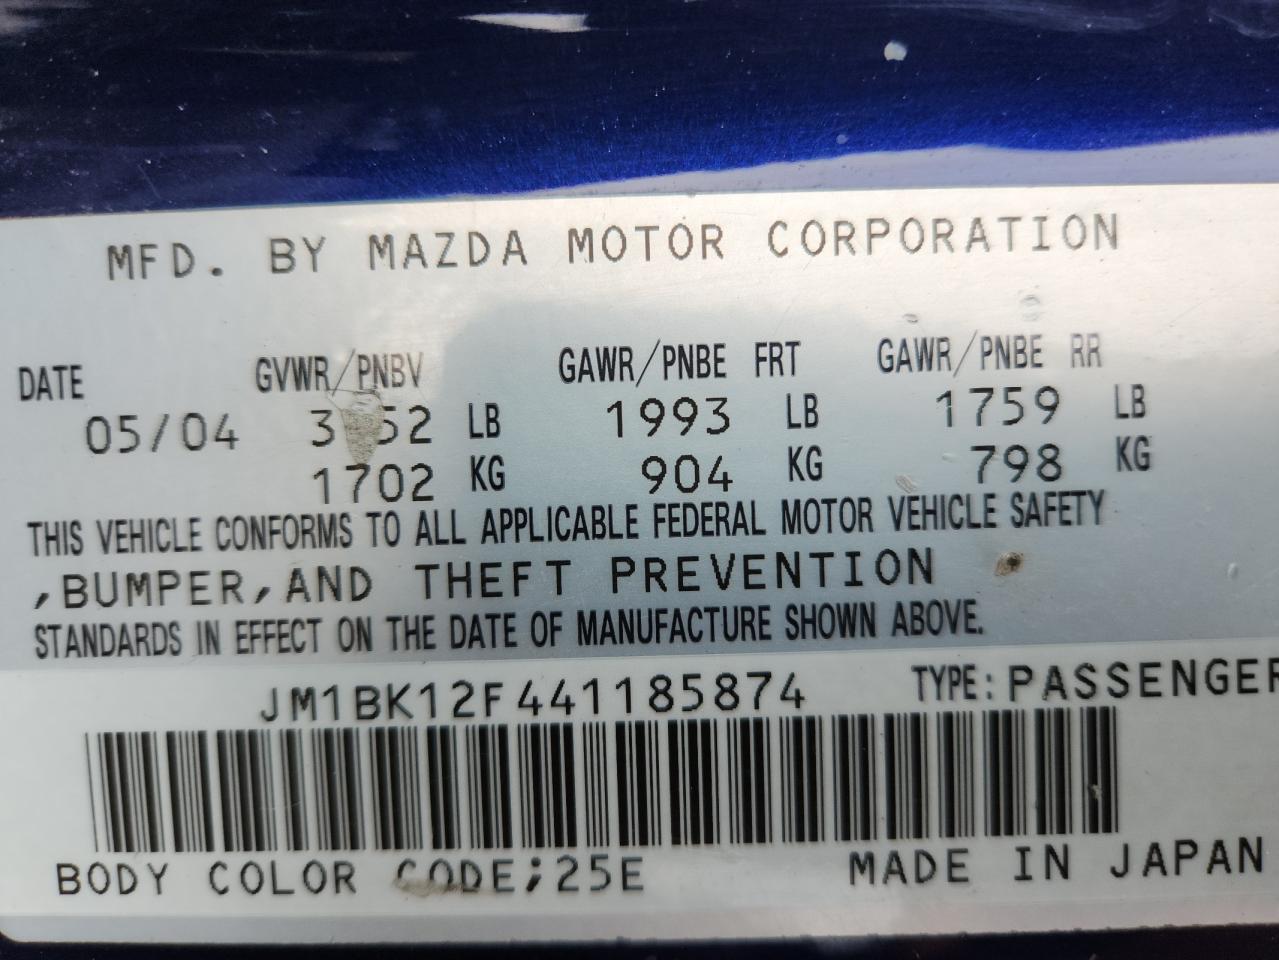 MFD. BY MAZDA MOTOR CORPORATION
DATE GVWR/PNBV GAWR/PNBE FRT GAWR/PNBE RR
05/04 LB 1993 LB 1759 LB
1702 KG 904 KG 798 KG
THIS VEHICLE CONFORMS TO ALL APPLICABLE FEDERAL MOTOR VEHICLE SAFETY
,BUMPER,AND THEFT PREVENTION
STANDARDS IN EFFECT ON THE DATE OF MANUFACTURE SHOWN ABOVE.
JM1BK12F441185874 TYPE:PASSENGER
BODY COLOR CODE;25E MADE IN JAPAN